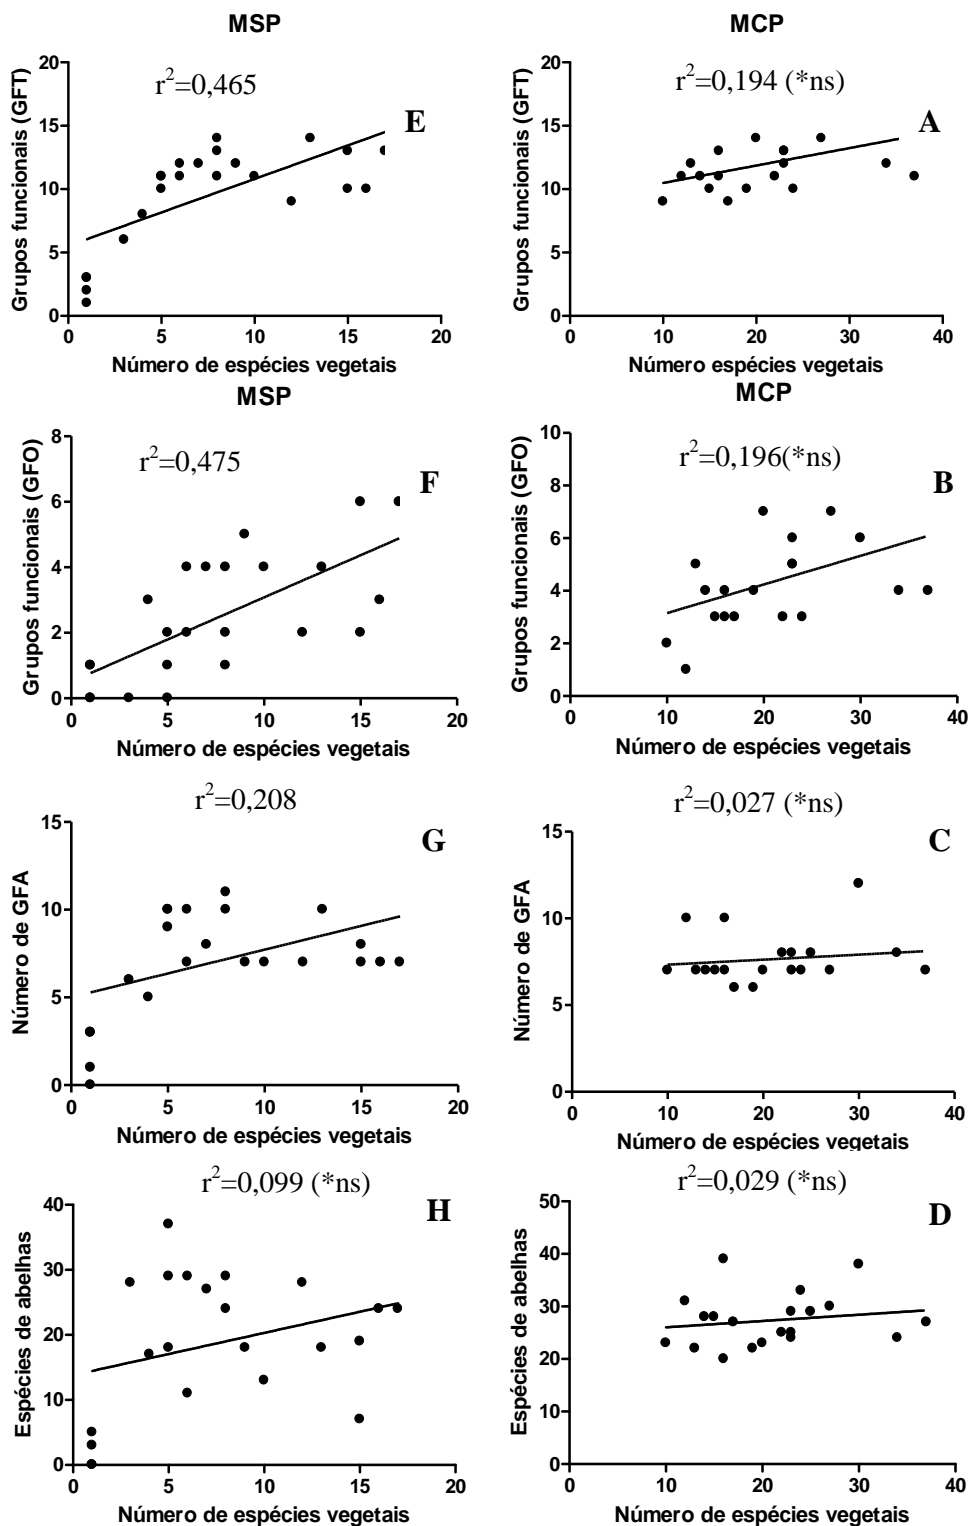 MSP
r²=0,465
E
Grupos funcionais (GFT)
20
15
10
5
0
0 5 10 15 20
Número de espécies vegetais
MCP
r²=0,194 (*ns)
A
Grupos funcionais (GFT)
20
15
10
5
0
0 10 20 30 40
Número espécies vegetais
MSP
r²=0,475
F
Grupos funcionais (GFO)
8
6
4
2
0
0 5 10 15 20
Número de espécies vegetais
MCP
r²=0,196(*ns)
B
Grupos funcionais (GFO)
10
8
6
4
2
0
0 10 20 30 40
Número de espécies vegetais
r²=0,208
G
Número de GFA
15
10
5
0
0 5 10 15 20
Número de espécies vegetais
r²=0,027 (*ns)
C
Número de GFA
15
10
5
0
0 10 20 30 40
Número de espécies vegetais
r²=0,099 (*ns)
H
Espécies de abelhas
40
30
20
10
0
0 5 10 15 20
Número de espécies vegetais
r²=0,029 (*ns)
D
Espécies de abelhas
50
40
30
20
10
0
0 10 20 30 40
Número de espécies vegetais